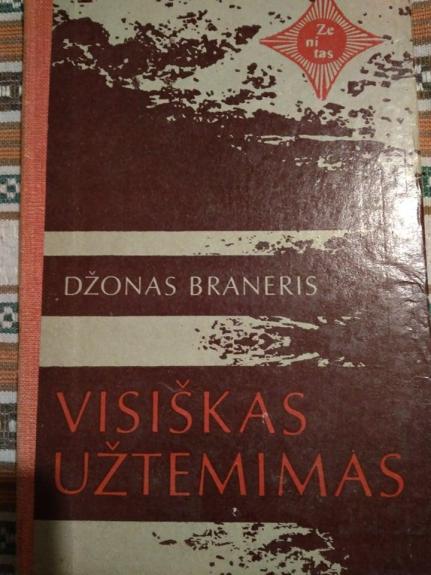 Ze
ni
tas
DŽONAS BRANERIS
VISIŠKAS
UŽTEMIMAS